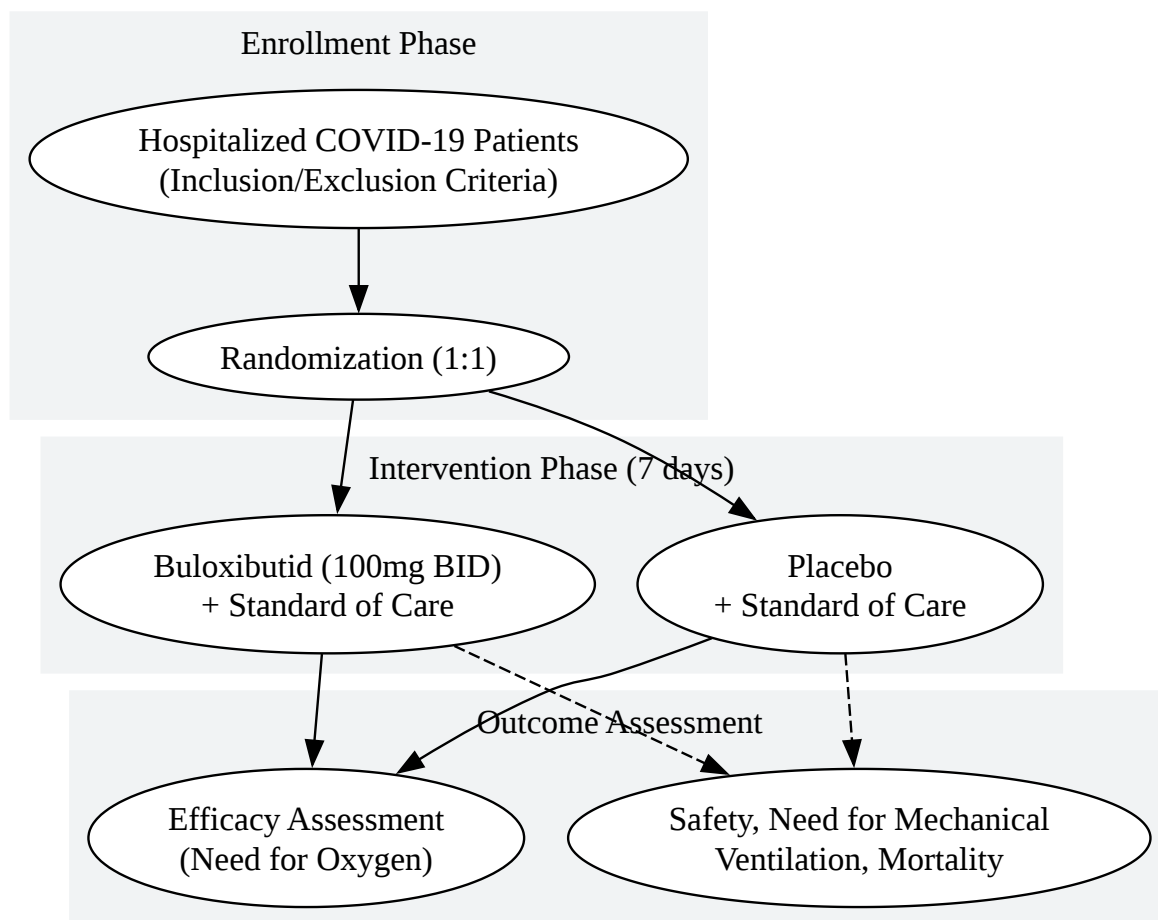 Enrollment Phase
Hospitalized COVID-19 Patients
(Inclusion/Exclusion Criteria)
Randomization (1:1)
Intervention Phase (7 days)
Buloxibutid (100mg BID)
+ Standard of Care
Placebo
+ Standard of Care
Outcome Assessment
Efficacy Assessment
(Need for Oxygen)
Safety, Need for Mechanical
Ventilation, Mortality